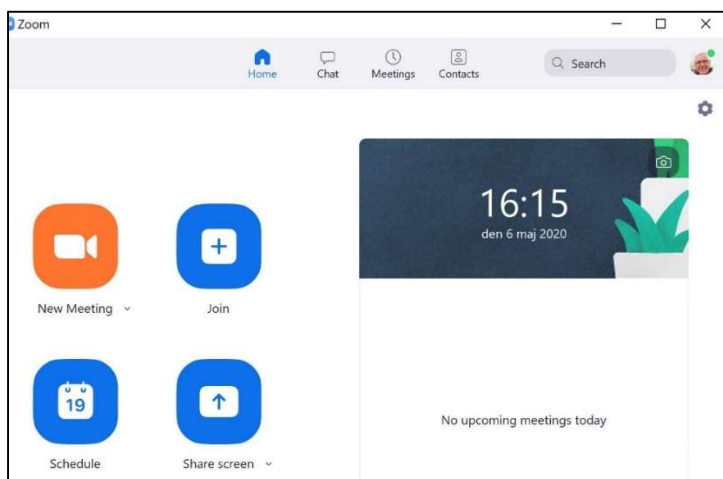 Zoom
Home Chat Meetings Contacts Search
16:15
den 6 maj 2020
New Meeting Join
19
No upcoming meetings today
Schedule Share screen